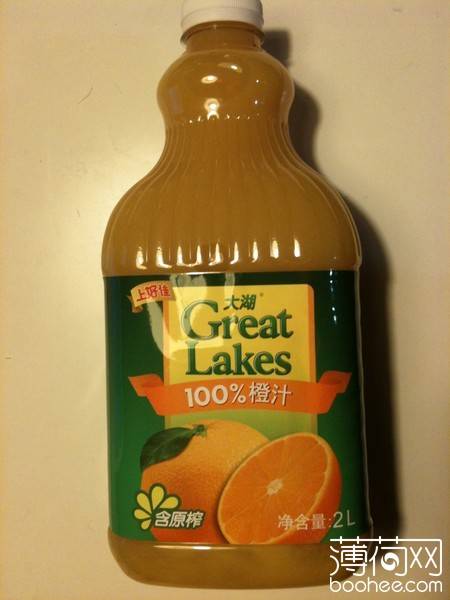 上好佳
大湖®
Great
Lakes
100%橙汁
含原榨
净含量:2L
薄荷网
boohee.com